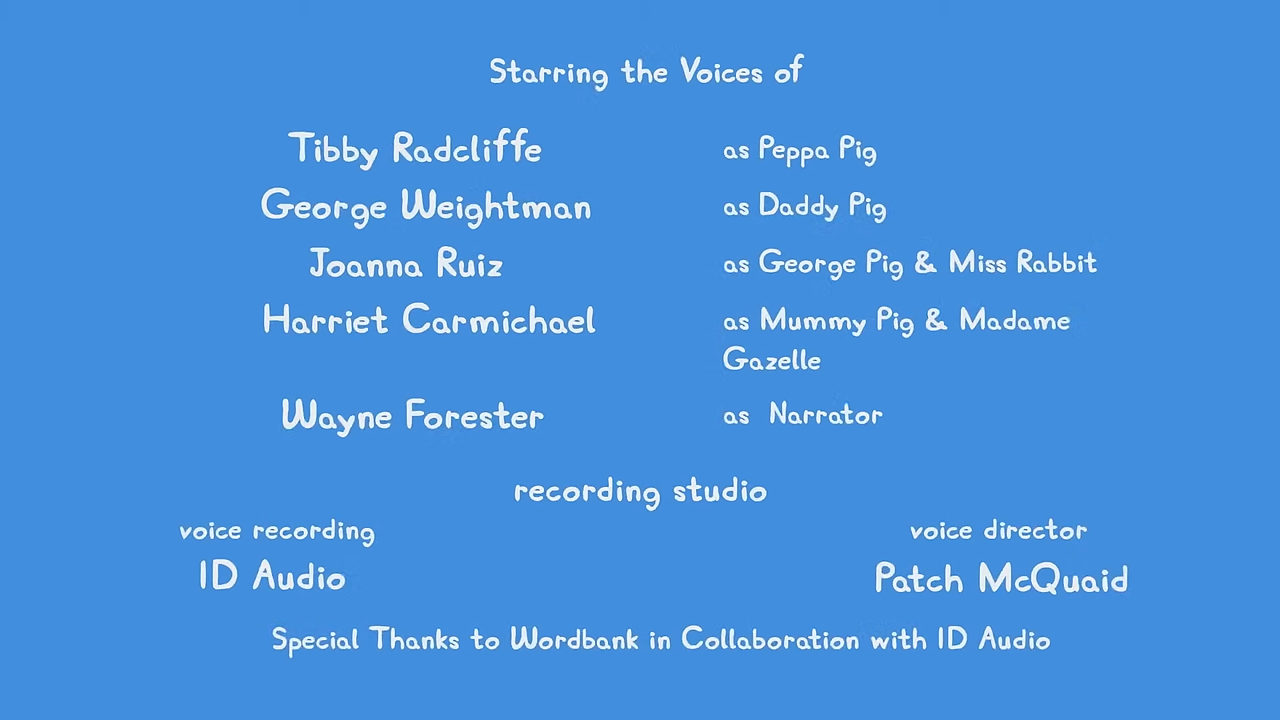 Starring the Voices of
Tibby Radcliffe as Peppa Pig
George Weightman as Daddy Pig
Joanna Ruiz as George Pig & Miss Rabbit
Harriet Carmichael as Mummy Pig & Madame
Gazelle
Wayne Forester as Narrator
recording studio
voice recording voice director
ID Audio Patch McQuaid
Special Thanks to Wordbank in Collaboration with ID Audio